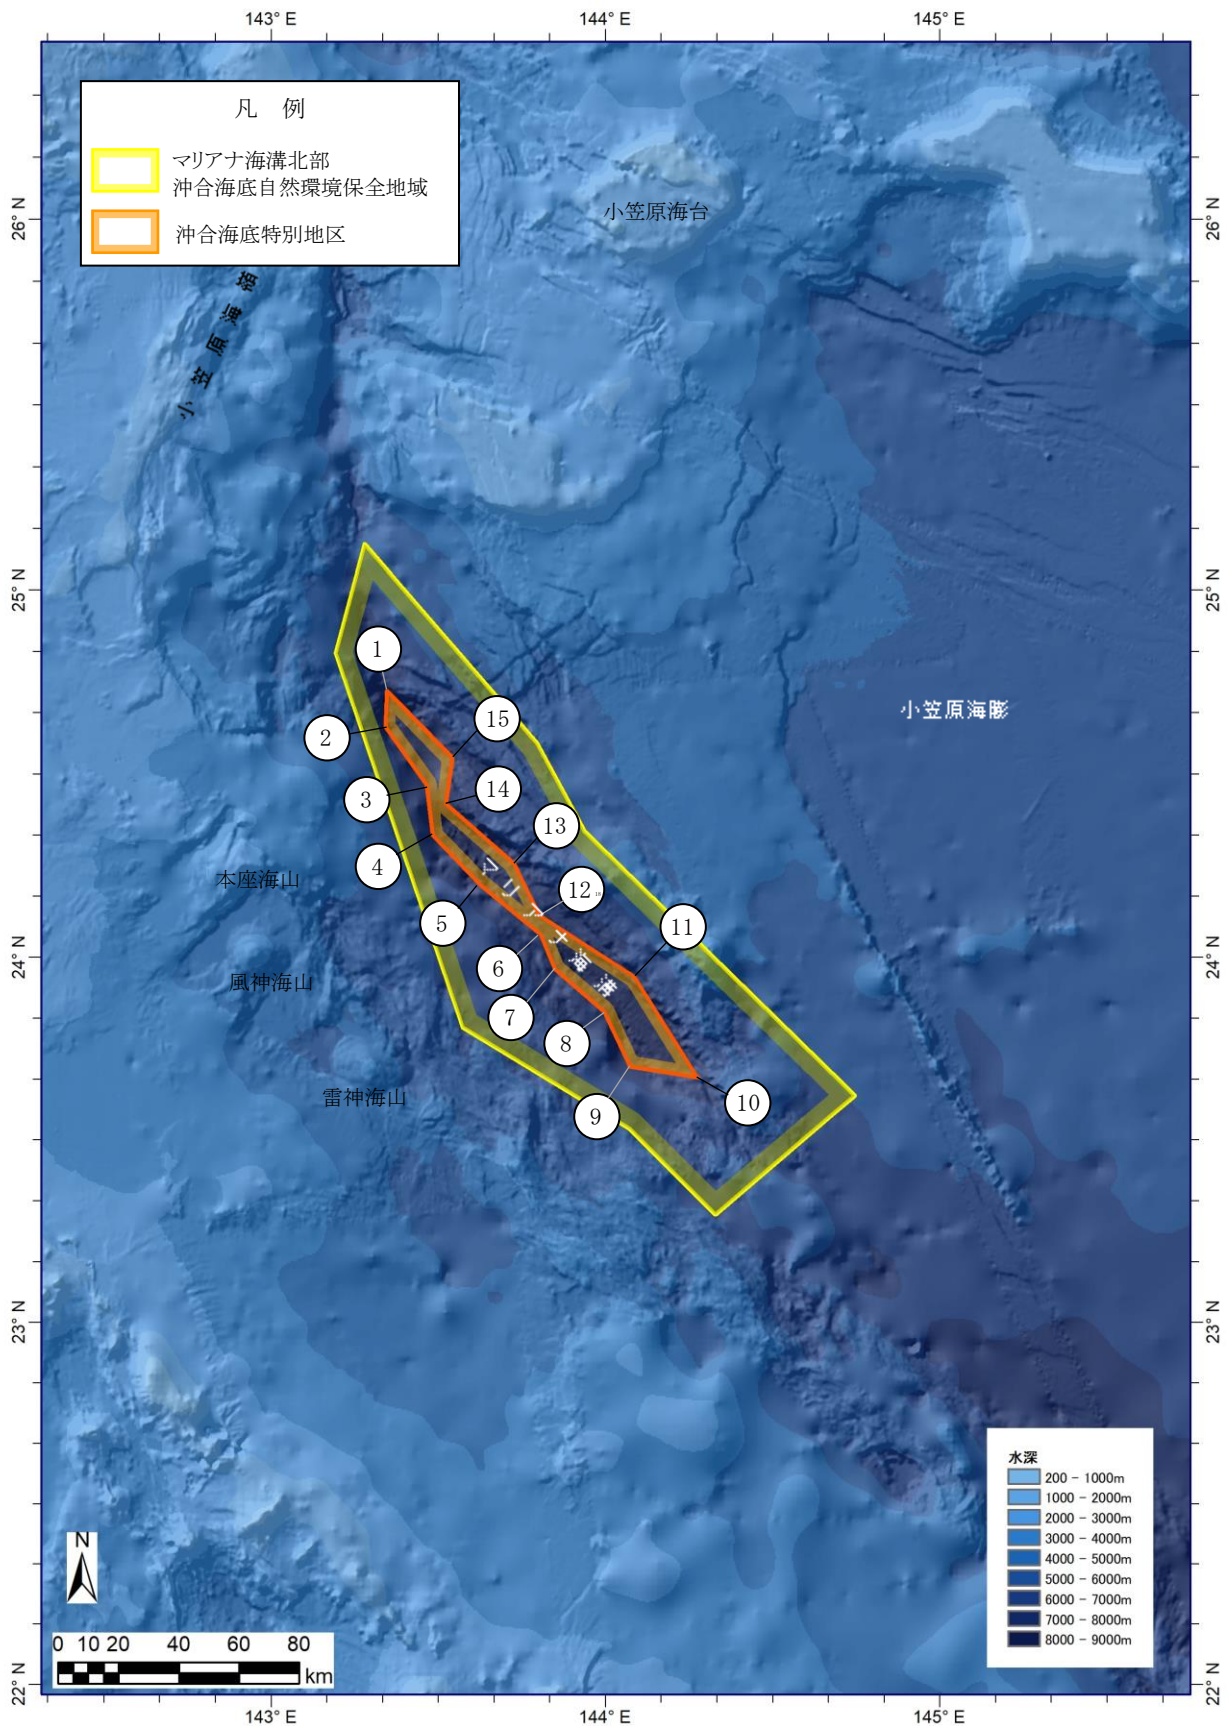 143° E
144° E
145° E
凡 例
マリアナ海溝北部
沖合海底自然環境保全地域
沖合海底特別地区
26° N
26° N
小笠原海台
小笠原海嶺
25° N
25° N
1
2
15
小笠原海膨
3
14
4
13
本座海山
5
12
マリアナ海溝
11
24° N
24° N
6
風神海山
7
8
雷神海山
9
10
23° N
23° N
水深
200 - 1000m
1000 - 2000m
2000 - 3000m
3000 - 4000m
4000 - 5000m
5000 - 6000m
6000 - 7000m
7000 - 8000m
8000 - 9000m
N
0 10 20 40 60 80
km
22° N
22° N
143° E
144° E
145° E